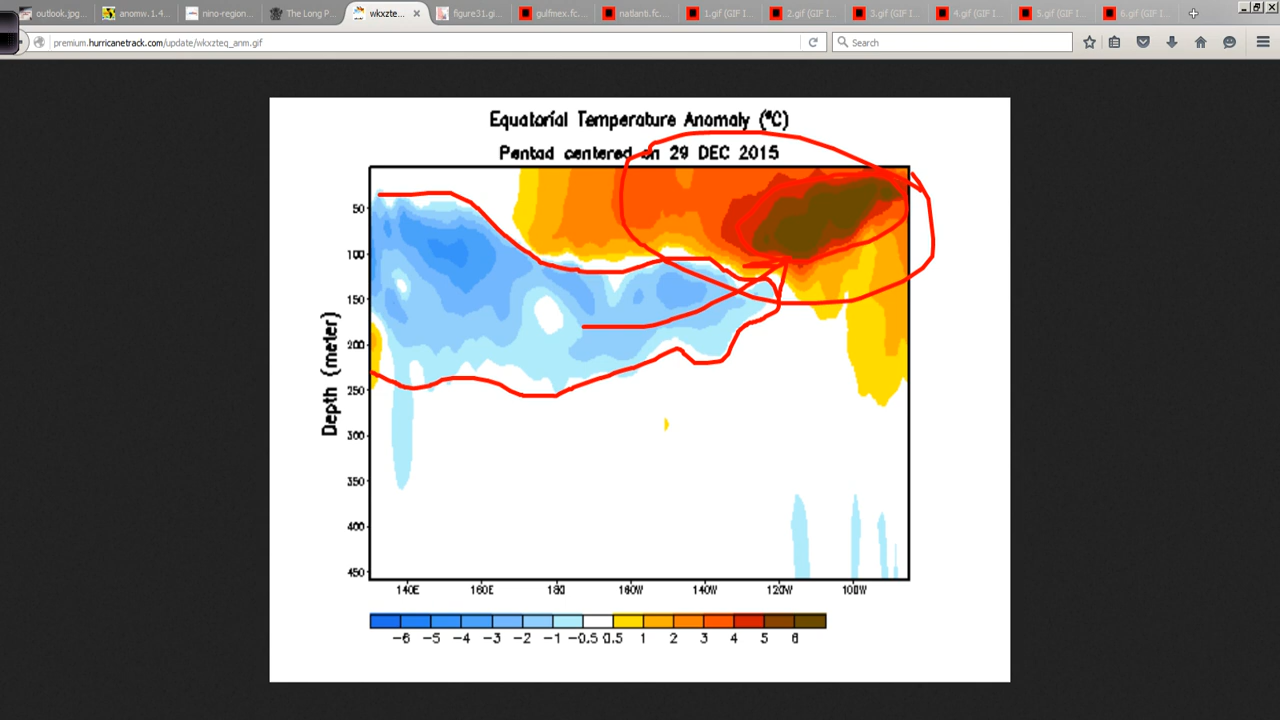 outlook.jpg...
anomw.1.4...
nino-region...
The Long P...
wkxzte...
figure31.gi...
gulfmex.fc...
natlanti.fc...
1.gif (GIF I...
2.gif (GIF I...
3.gif (GIF I...
4.gif (GIF I...
5.gif (GIF I...
6.gif (GIF I...
premium.hurricanetrack.com/update/wkxzteq_anm.gif
Search
Equatorial Temperature Anomaly (°C)
Pentad centered on 29 DEC 2015
Depth (meter)
50
100
150
200
250
300
350
400
450
140E 160E 180 160W 140W 120W 100W
-6 -5 -4 -3 -2 -1 -0.5 0.5 1 2 3 4 5 6